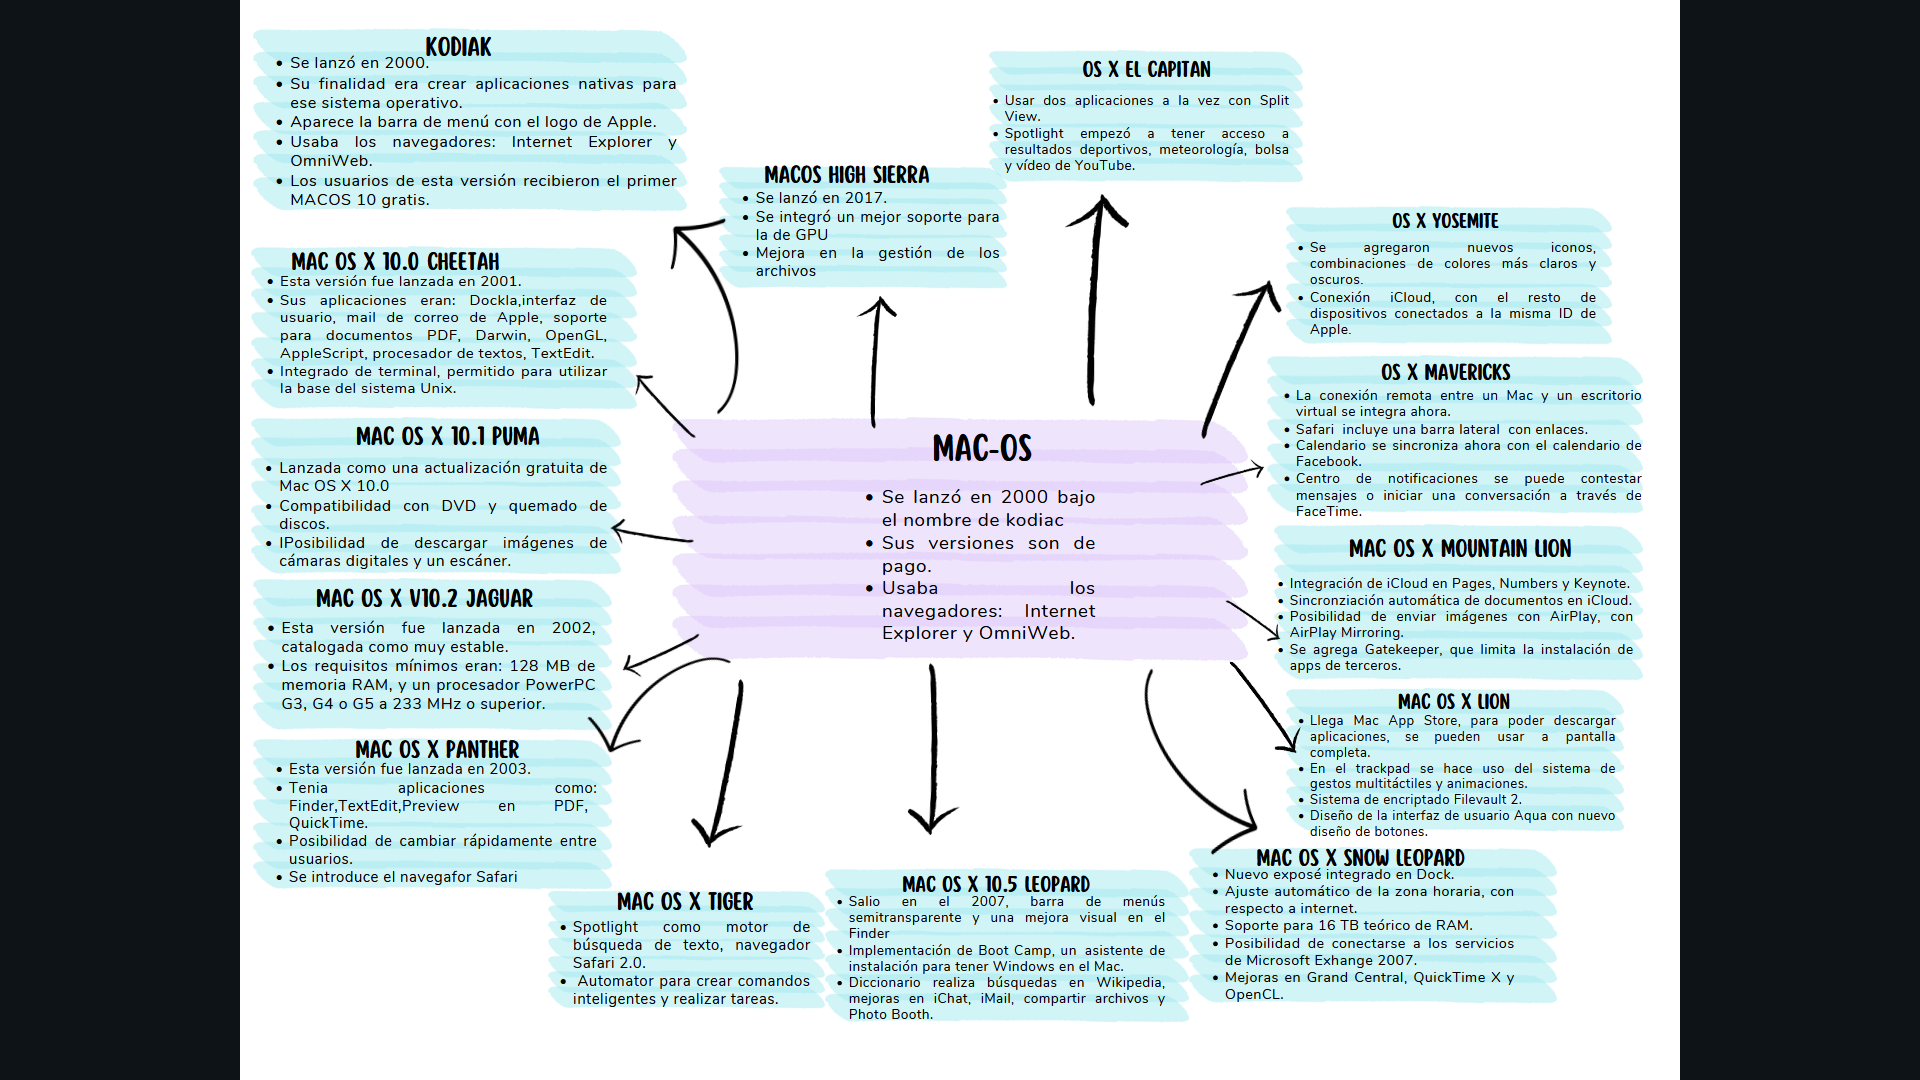 KODIAK
• Se lanzó en 2000.
• Su finalidad era crear aplicaciones nativas para
ese sistema operativo.
• Aparece la barra de menú con el logo de Apple.
• Usaba los navegadores: Internet Explorer y
OmniWeb.
• Los usuarios de esta versión recibieron el primer
MACOS 10 gratis.
MACOS HIGH SIERRA
• Se lanzó en 2017.
• Se integró un mejor soporte para
la de GPU
• Mejora en la gestión de los
archivos
OS X EL CAPITAN
• Usar dos aplicaciones a la vez con Split
View.
• Spotlight empezó a tener acceso a
resultados deportivos, meteorología, bolsa
y vídeo de YouTube.
OS X YOSEMITE
• Se agregaron nuevos iconos,
combinaciones de colores más claros y
oscuros.
• Conexión iCloud, con el resto de
dispositivos conectados a la misma ID de
Apple.
MAC OS X 10.0 CHEETAH
• Esta versión fue lanzada en 2001.
• Sus aplicaciones eran: Dockla,interfaz de
usuario, mail de correo de Apple, soporte
para documentos PDF, Darwin, OpenGL,
AppleScript, procesador de textos, TextEdit.
• Integrado de terminal, permitido para utilizar
la base del sistema Unix.
OS X MAVERICKS
• La conexión remota entre un Mac y un escritorio
virtual se integra ahora.
• Safari incluye una barra lateral con enlaces.
• Calendario se sincroniza ahora con el calendario de
Facebook.
• Centro de notificaciones se puede contestar
mensajes o iniciar una conversación a través de
FaceTime.
MAC OS X 10.1 PUMA
• Lanzada como una actualización gratuita de
Mac OS X 10.0
• Compatibilidad con DVD y quemado de
discos.
• IPosibilidad de descargar imágenes de
cámaras digitales y un escáner.
MAC-OS
• Se lanzó en 2000 bajo
el nombre de kodiac
• Sus versiones son de
pago.
• Usaba los
navegadores: Internet
Explorer y OmniWeb.
MAC OS X MOUNTAIN LION
• Integración de iCloud en Pages, Numbers y Keynote.
• Sincronziación automática de documentos en iCloud.
• Posibilidad de enviar imágenes con AirPlay, con
AirPlay Mirroring.
• Se agrega Gatekeeper, que limita la instalación de
apps de terceros.
MAC OS X V10.2 JAGUAR
• Esta versión fue lanzada en 2002,
catalogada como muy estable.
• Los requisitos mínimos eran: 128 MB de
memoria RAM, y un procesador PowerPC
G3, G4 o G5 a 233 MHz o superior.
MAC OS X LION
• Llega Mac App Store, para poder descargar
aplicaciones, se pueden usar a pantalla
completa.
• En el trackpad se hace uso del sistema de
gestos multitáctiles y animaciones.
• Sistema de encriptado Filevault 2.
• Diseño de la interfaz de usuario Aqua con nuevo
diseño de botones.
MAC OS X PANTHER
• Esta versión fue lanzada en 2003.
• Tenia aplicaciones como:
Finder,TextEdit,Preview en PDF,
QuickTime.
• Posibilidad de cambiar rápidamente entre
usuarios.
• Se introduce el navegafor Safari
MAC OS X TIGER
• Spotlight como motor de
búsqueda de texto, navegador
Safari 2.0.
• Automator para crear comandos
inteligentes y realizar tareas.
MAC OS X 10.5 LEOPARD
• Salio en el 2007, barra de menús
semitransparente y una mejora visual en el
Finder
• Implementación de Boot Camp, un asistente de
instalación para tener Windows en el Mac.
• Diccionario realiza búsquedas en Wikipedia,
mejoras en iChat, iMail, compartir archivos y
Photo Booth.
MAC OS X SNOW LEOPARD
• Nuevo exposé integrado en Dock.
• Ajuste automático de la zona horaria, con
respecto a internet.
• Soporte para 16 TB teórico de RAM.
• Posibilidad de conectarse a los servicios
de Microsoft Exhange 2007.
• Mejoras en Grand Central, QuickTime X y
OpenCL.